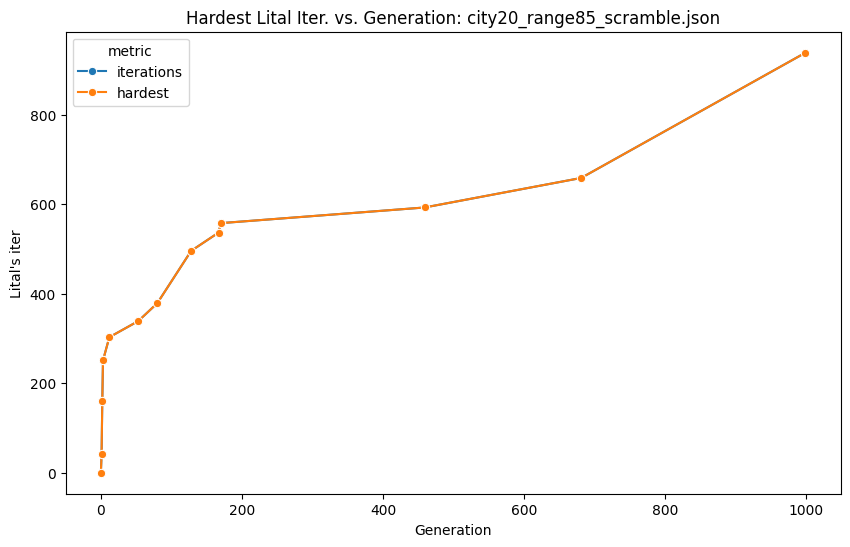 Hardest Lital Iter. vs. Generation: city20_range85_scramble.json
metric
iterations
hardest
800
600
400
200
0
Lital's iter
0 200 400 600 800 1000
Generation